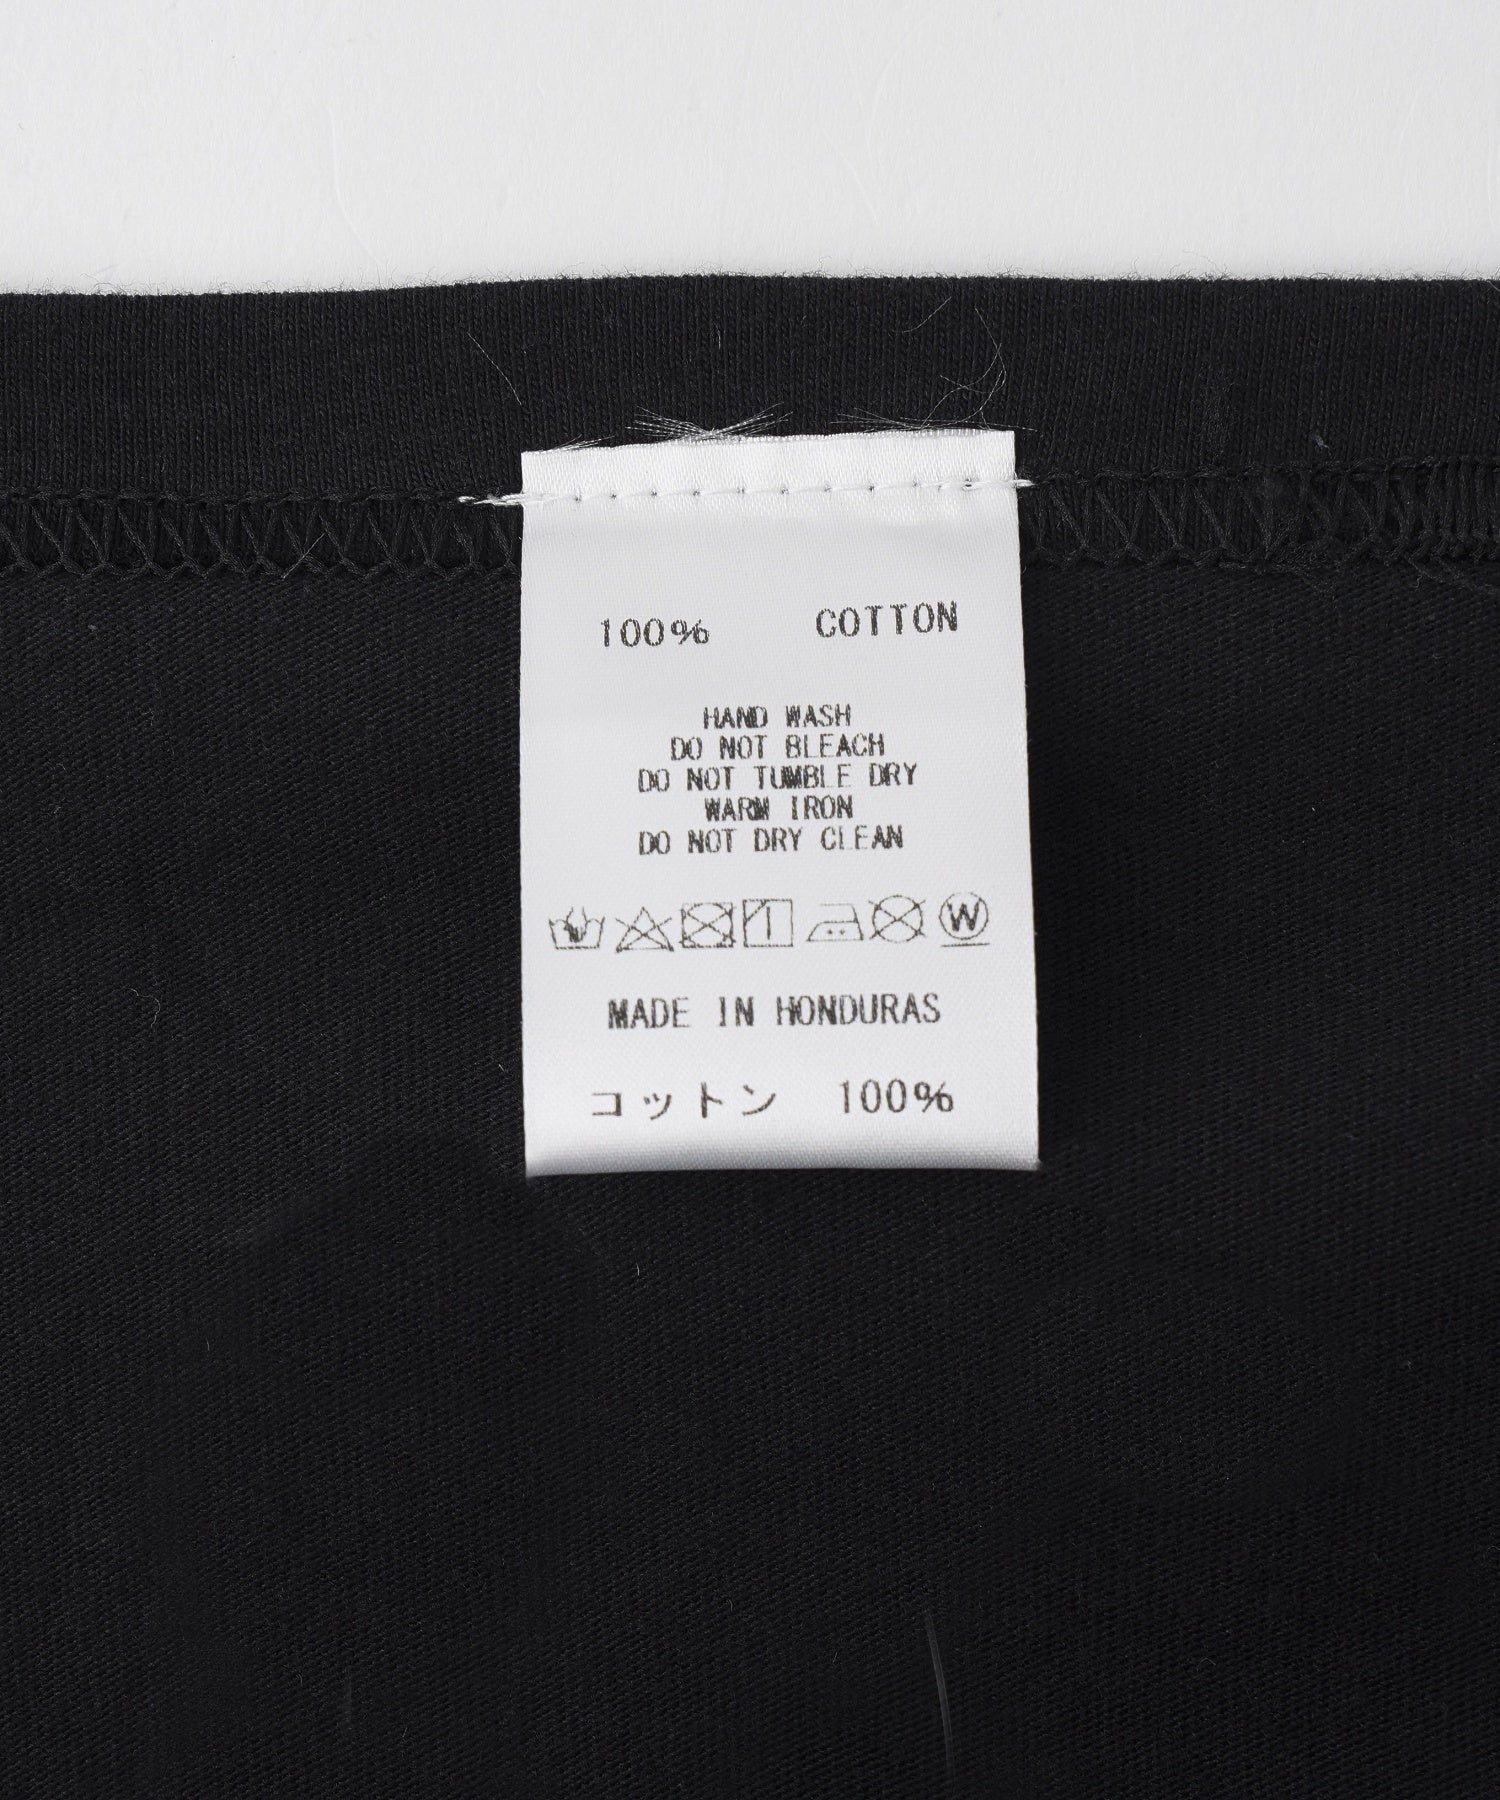 100% COTTON
HAND WASH
DO NOT BLEACH
DO NOT TUMBLE DRY
WARM IRON
DO NOT DRY CLEAN
W
MADE IN HONDURAS
コットン 100%